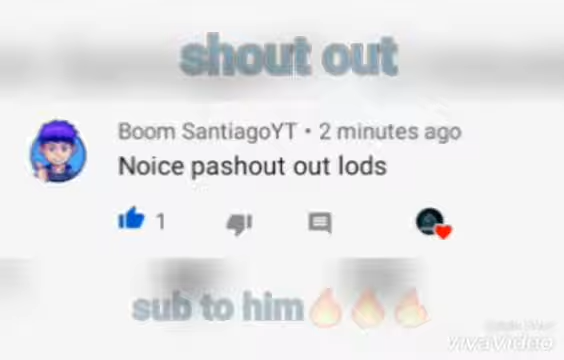 shout out
Boom SantiagoYT • 2 minutes ago
Noice pashout out lods
1
sub to him🔥🔥🔥
VivaVideo